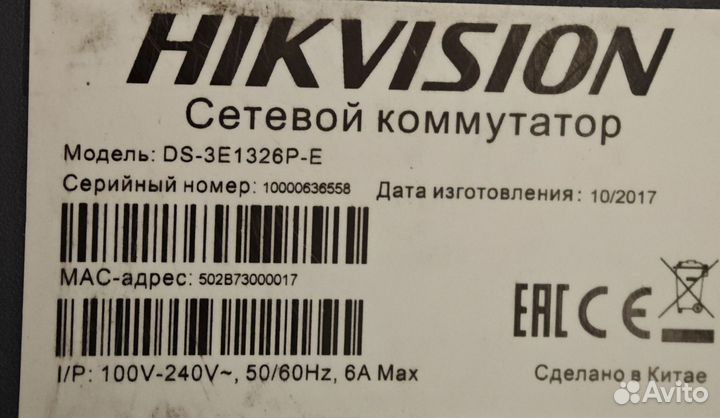 HIKVISION
Сетевой коммутатор
Модель: DS-3E1326P-E
Серийный номер: 10000636558 Дата изготовления: 10/2017
MAC-адрес: 502B73000017
EAC CE
I/P: 100V-240V~, 50/60Hz, 6A Max Сделано в Китае
Avito